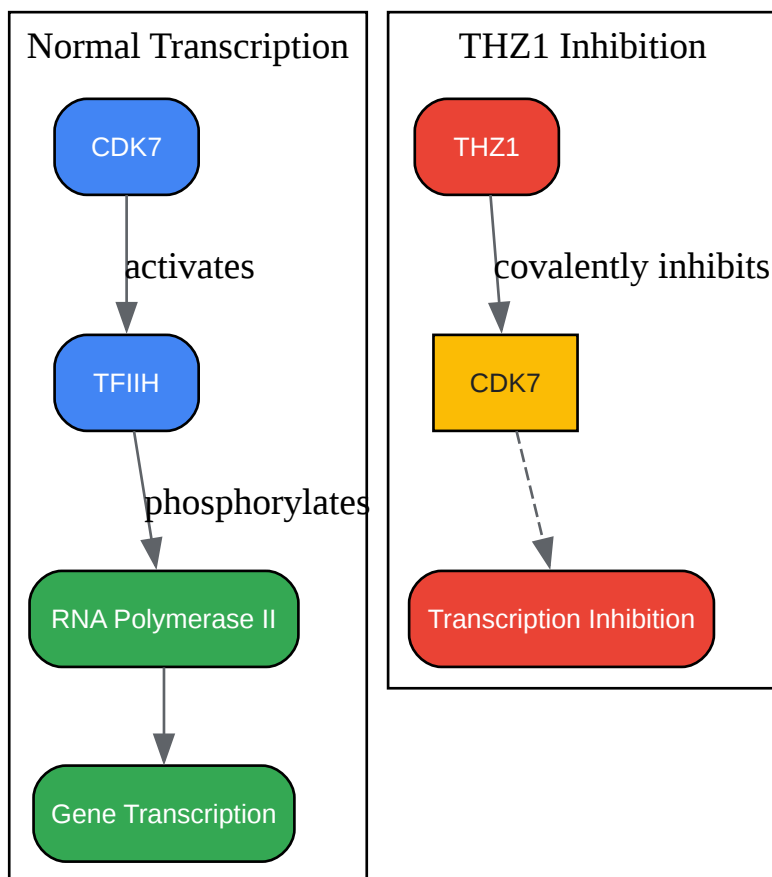 Normal Transcription
CDK7
activates
TFIIH
phosphorylates
RNA Polymerase II
Gene Transcription
THZ1 Inhibition
THZ1
covalently inhibits
CDK7
Transcription Inhibition